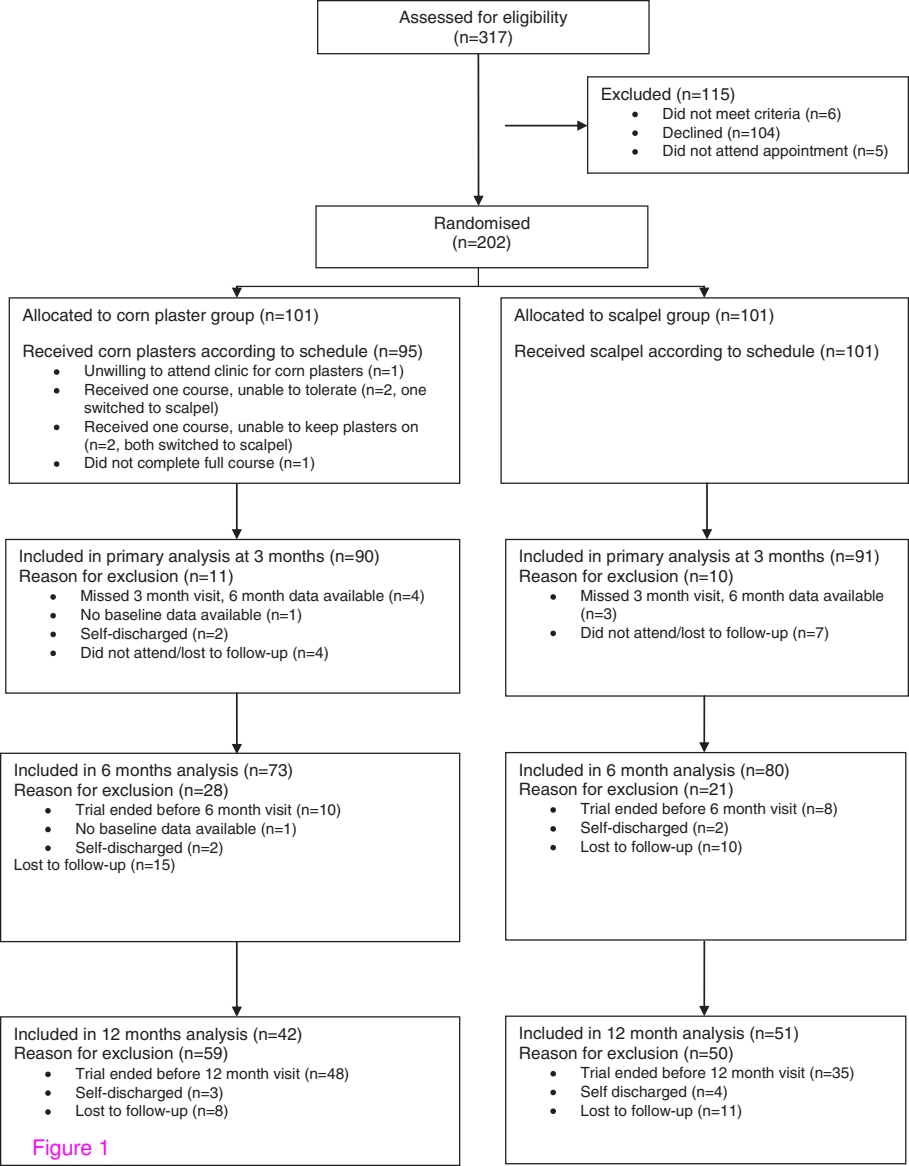 Assessed for eligibility
(n=317)
Excluded (n=115)
• Did not meet criteria (n=6)
• Declined (n=104)
• Did not attend appointment (n=5)
Randomised
(n=202)
Allocated to corn plaster group (n=101)
Received corn plasters according to schedule (n=95)
• Unwilling to attend clinic for corn plasters (n=1)
• Received one course, unable to tolerate (n=2, one
switched to scalpel)
• Received one course, unable to keep plasters on
(n=2, both switched to scalpel)
• Did not complete full course (n=1)
Allocated to scalpel group (n=101)
Received scalpel according to schedule (n=101)
Included in primary analysis at 3 months (n=90)
Reason for exclusion (n=11)
• Missed 3 month visit, 6 month data available (n=4)
• No baseline data available (n=1)
• Self-discharged (n=2)
• Did not attend/lost to follow-up (n=4)
Included in primary analysis at 3 months (n=91)
Reason for exclusion (n=10)
• Missed 3 month visit, 6 month data available
(n=3)
• Did not attend/lost to follow-up (n=7)
Included in 6 months analysis (n=73)
Reason for exclusion (n=28)
• Trial ended before 6 month visit (n=10)
• No baseline data available (n=1)
• Self-discharged (n=2)
Lost to follow-up (n=15)
Included in 6 month analysis (n=80)
Reason for exclusion (n=21)
• Trial ended before 6 month visit (n=8)
• Self-discharged (n=2)
• Lost to follow-up (n=10)
Included in 12 months analysis (n=42)
Reason for exclusion (n=59)
• Trial ended before 12 month visit (n=48)
• Self-discharged (n=3)
• Lost to follow-up (n=8)
Included in 12 month analysis (n=51)
Reason for exclusion (n=50)
• Trial ended before 12 month visit (n=35)
• Self discharged (n=4)
• Lost to follow-up (n=11)
Figure 1